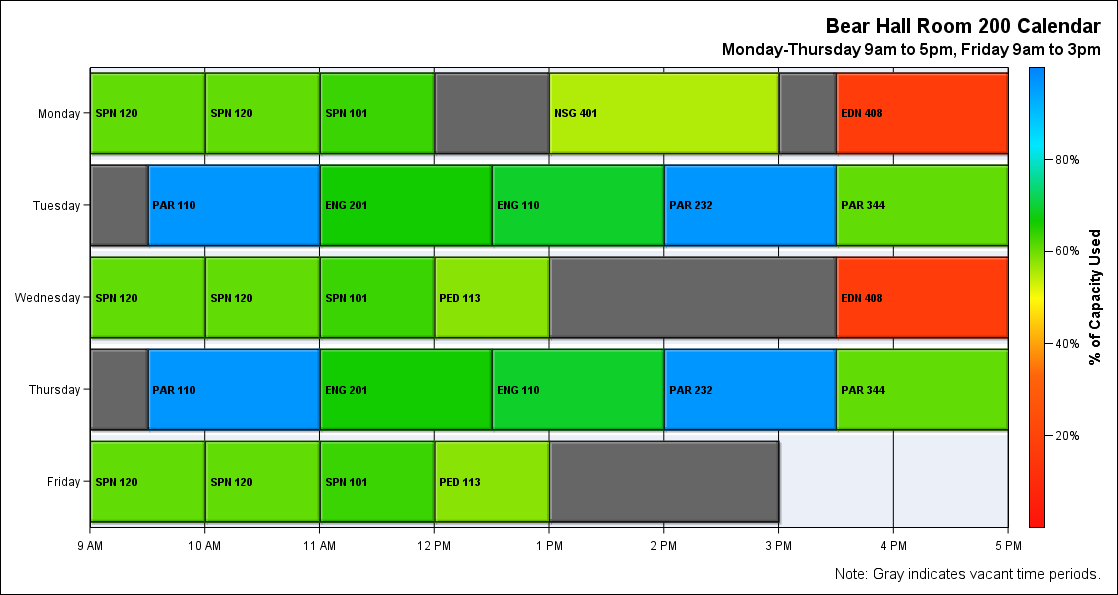 Bear Hall Room 200 Calendar
Monday-Thursday 9am to 5pm, Friday 9am to 3pm
Monday SPN 120 SPN 120 SPN 101 NSG 401 EDN 408
Tuesday PAR 110 ENG 201 ENG 110 PAR 232 PAR 344
Wednesday SPN 120 SPN 120 SPN 101 PED 113 EDN 408
Thursday PAR 110 ENG 201 ENG 110 PAR 232 PAR 344
Friday SPN 120 SPN 120 SPN 101 PED 113
9 AM 10 AM 11 AM 12 PM 1 PM 2 PM 3 PM 4 PM 5 PM
80%
60%
40%
20%
% of Capacity Used
Note: Gray indicates vacant time periods.